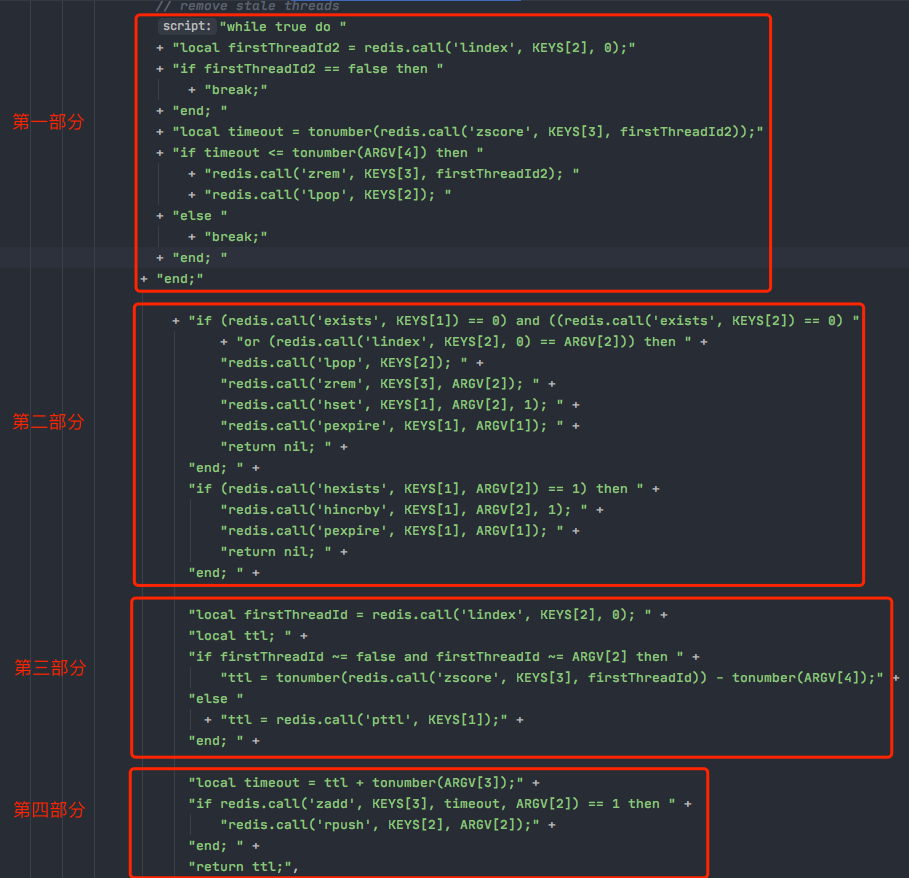 // remove stale threads
script: "while true do "
+ "local firstThreadId2 = redis.call('lindex', KEYS[2], 0);"
+ "if firstThreadId2 == false then "
+ "break;"
+ "end; "
第一部分
+ "local timeout = tonumber(redis.call('zscore', KEYS[3], firstThreadId2));"
+ "if timeout <= tonumber(ARGV[4]) then "
+ "redis.call('zrem', KEYS[3], firstThreadId2); "
+ "redis.call('lpop', KEYS[2]); "
+ "else "
+ "break;"
+ "end; "
+ "end;"
+ "if (redis.call('exists', KEYS[1]) == 0) and ((redis.call('exists', KEYS[2]) == 0) "
+ "or (redis.call('lindex', KEYS[2], 0) == ARGV[2])) then " +
"redis.call('lpop', KEYS[2]); " +
"redis.call('zrem', KEYS[3], ARGV[2]); " +
"redis.call('hset', KEYS[1], ARGV[2], 1); " +
第二部分
"redis.call('pexpire', KEYS[1], ARGV[1]); " +
"return nil; " +
"end; " +
"if (redis.call('hexists', KEYS[1], ARGV[2]) == 1) then " +
"redis.call('hincrby', KEYS[1], ARGV[2], 1); " +
"redis.call('pexpire', KEYS[1], ARGV[1]); " +
"return nil; " +
"end; " +
"local firstThreadId = redis.call('lindex', KEYS[2], 0); " +
"local ttl; " +
"if firstThreadId ~= false and firstThreadId ~= ARGV[2] then " +
第三部分
"ttl = tonumber(redis.call('zscore', KEYS[3], firstThreadId)) - tonumber(ARGV[4]);" +
"else "
+ "ttl = redis.call('pttl', KEYS[1]);" +
"end; " +
"local timeout = ttl + tonumber(ARGV[3]);" +
"if redis.call('zadd', KEYS[3], timeout, ARGV[2]) == 1 then " +
第四部分
"redis.call('rpush', KEYS[2], ARGV[2]);" +
"end; " +
"return ttl;",